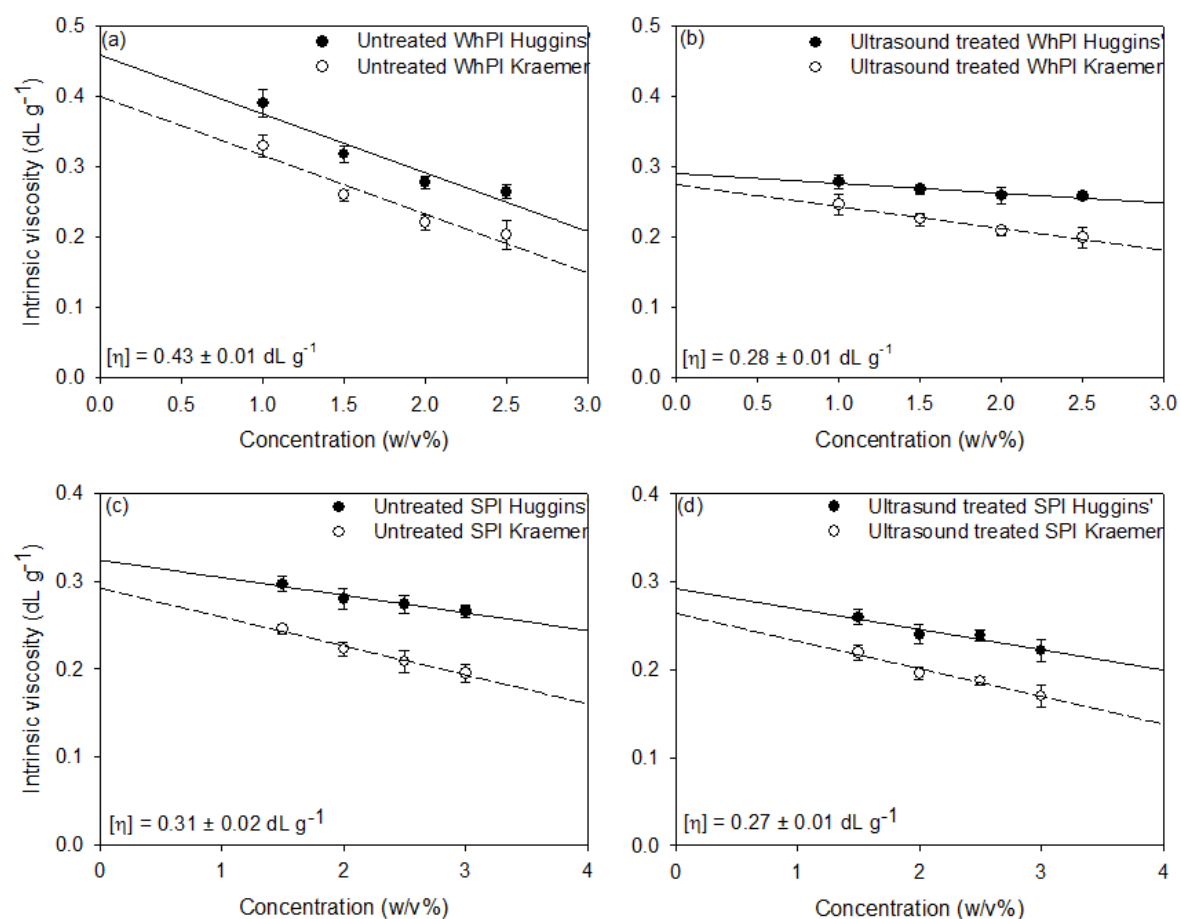 (a)
Untreated WhPI Huggins'
Untreated WhPI Kraemer
0.5
0.4
0.3
0.2
0.1
0.0
Intrinsic viscosity (dL g⁻¹)
[η] = 0.43 ± 0.01 dL g⁻¹
0.0 0.5 1.0 1.5 2.0 2.5 3.0
Concentration (w/v%)
(b)
Ultrasound treated WhPI Huggins'
Ultrasound treated WhPI Kraemer
0.5
0.4
0.3
0.2
0.1
0.0
[η] = 0.28 ± 0.01 dL g⁻¹
0.0 0.5 1.0 1.5 2.0 2.5 3.0
Concentration (w/v%)
(c)
Untreated SPI Huggins'
Untreated SPI Kraemer
0.4
0.3
0.2
0.1
0.0
Intrinsic viscosity (dL g⁻¹)
[η] = 0.31 ± 0.02 dL g⁻¹
0 1 2 3 4
Concentration (w/v%)
(d)
Ultrasund treated SPI Huggins'
Ultrasound treated SPI Kraemer
0.4
0.3
0.2
0.1
0.0
[η] = 0.27 ± 0.01 dL g⁻¹
0 1 2 3 4
Concentration (w/v%)